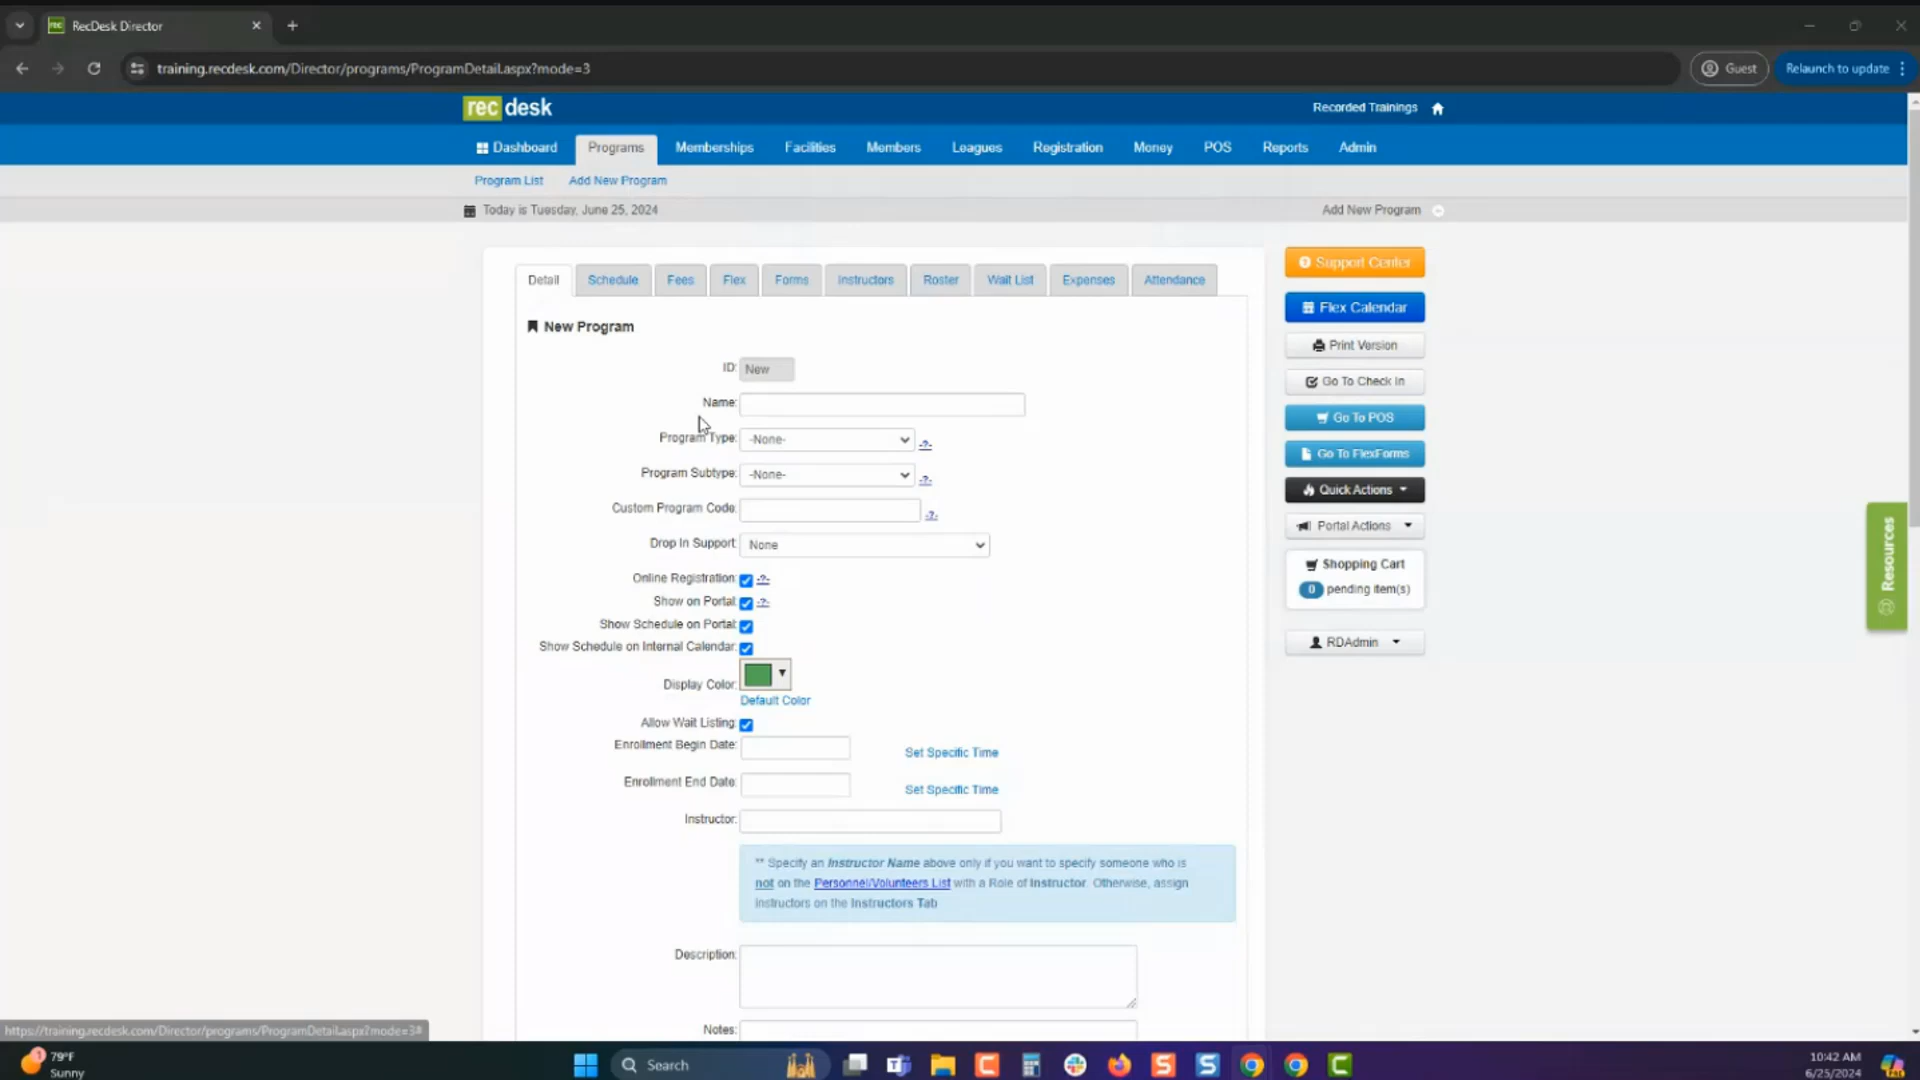 RecDesk Director
training.recdesk.com/Director/programs/ProgramDetail.aspx?mode=3
Guest
Relaunch to update
rec desk
Recorded Trainings
Dashboard
Programs
Memberships
Facilities
Members
Leagues
Registration
Money
POS
Reports
Admin
Program List
Add New Program
Today is Tuesday, June 25, 2024
Add New Program
Detail
Schedule
Fees
Flex
Forms
Instructors
Roster
Wait List
Expenses
Attendance
New Program
ID: New
Name:
Program Type: -None- -?-
Program Subtype: -None- -?-
Custom Program Code: -?-
Drop In Support: None
Online Registration: -?-
Show on Portal: -?-
Show Schedule on Portal:
Show Schedule on Internal Calendar:
Display Color:
Default Color
Allow Wait Listing:
Enrollment Begin Date: Set Specific Time
Enrollment End Date: Set Specific Time
Instructor:
** Specify an Instructor Name above only if you want to specify someone who is
not on the Personnel/Volunteers List with a Role of Instructor. Otherwise, assign
instructors on the Instructors Tab
Description:
Notes:
Support Center
Flex Calendar
Print Version
Go To Check In
Go To POS
Go To FlexForms
Quick Actions
Portal Actions
Shopping Cart
0 pending item(s)
RDAdmin
Resources
https://training.recdesk.com/Director/programs/ProgramDetail.aspx?mode=3#
1
79°F
Sunny
Search
10:42 AM
6/25/2024